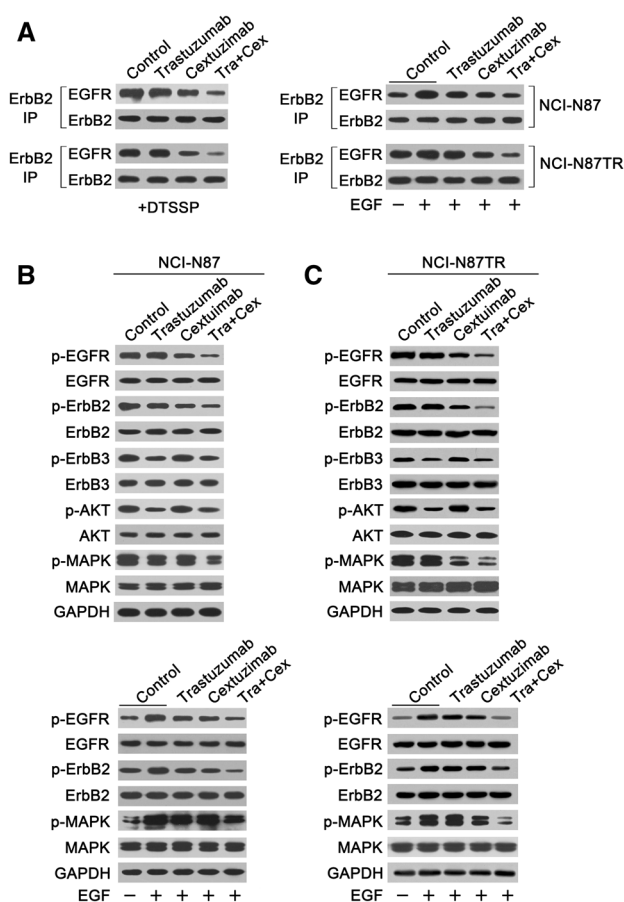 A
Control Trastuzumab Cextuzimab Tra+Cex
ErbB2 IP EGFR
ErbB2
ErbB2 IP EGFR
ErbB2
+DTSSP
Control Trastuzumab Cextuzimab Tra+Cex
ErbB2 IP EGFR NCI-N87
ErbB2
ErbB2 IP EGFR NCI-N87TR
ErbB2
EGF − + + + +
B
NCI-N87
Control Trastuzumab Cextuimab Tra+Cex
p-EGFR
EGFR
p-ErbB2
ErbB2
p-ErbB3
ErbB3
p-AKT
AKT
p-MAPK
MAPK
GAPDH
Control Trastuzumab Cextuzimab Tra+Cex
p-EGFR
EGFR
p-ErbB2
ErbB2
p-MAPK
MAPK
GAPDH
EGF − + + + +
C
NCI-N87TR
Control Trastuzumab Cextuimab Tra+Cex
p-EGFR
EGFR
p-ErbB2
ErbB2
p-ErbB3
ErbB3
p-AKT
AKT
p-MAPK
MAPK
GAPDH
Control Trastuzumab Cextuzimab Tra+Cex
p-EGFR
EGFR
p-ErbB2
ErbB2
p-MAPK
MAPK
GAPDH
EGF − + + + +